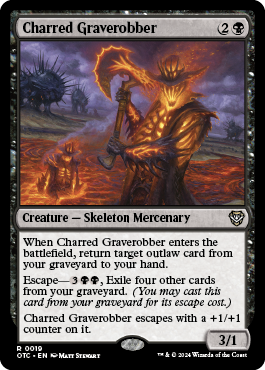 Charred Graverobber 2
Creature — Skeleton Mercenary
When Charred Graverobber enters the
battlefield, return target outlaw card from
your graveyard to your hand.
Escape—3, Exile four other cards
from your graveyard. (You may cast this
card from your graveyard for its escape cost.)
Charred Graverobber escapes with a +1/+1
counter on it.
3/1
R 0019
OTC • EN Matt Stewart
™ & © 2024 Wizards of the Coast